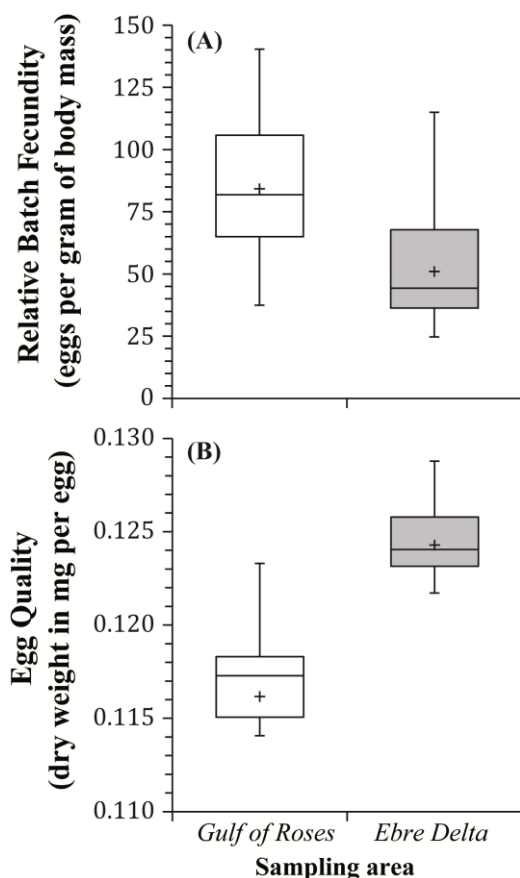 Relative Batch Fecundity
(eggs per gram of body mass)
150
125
100
75
50
25
0
(A)
Egg Quality
(dry weight in mg per egg)
0.130
0.125
0.120
0.115
0.110
(B)
Gulf of Roses Ebre Delta
Sampling area